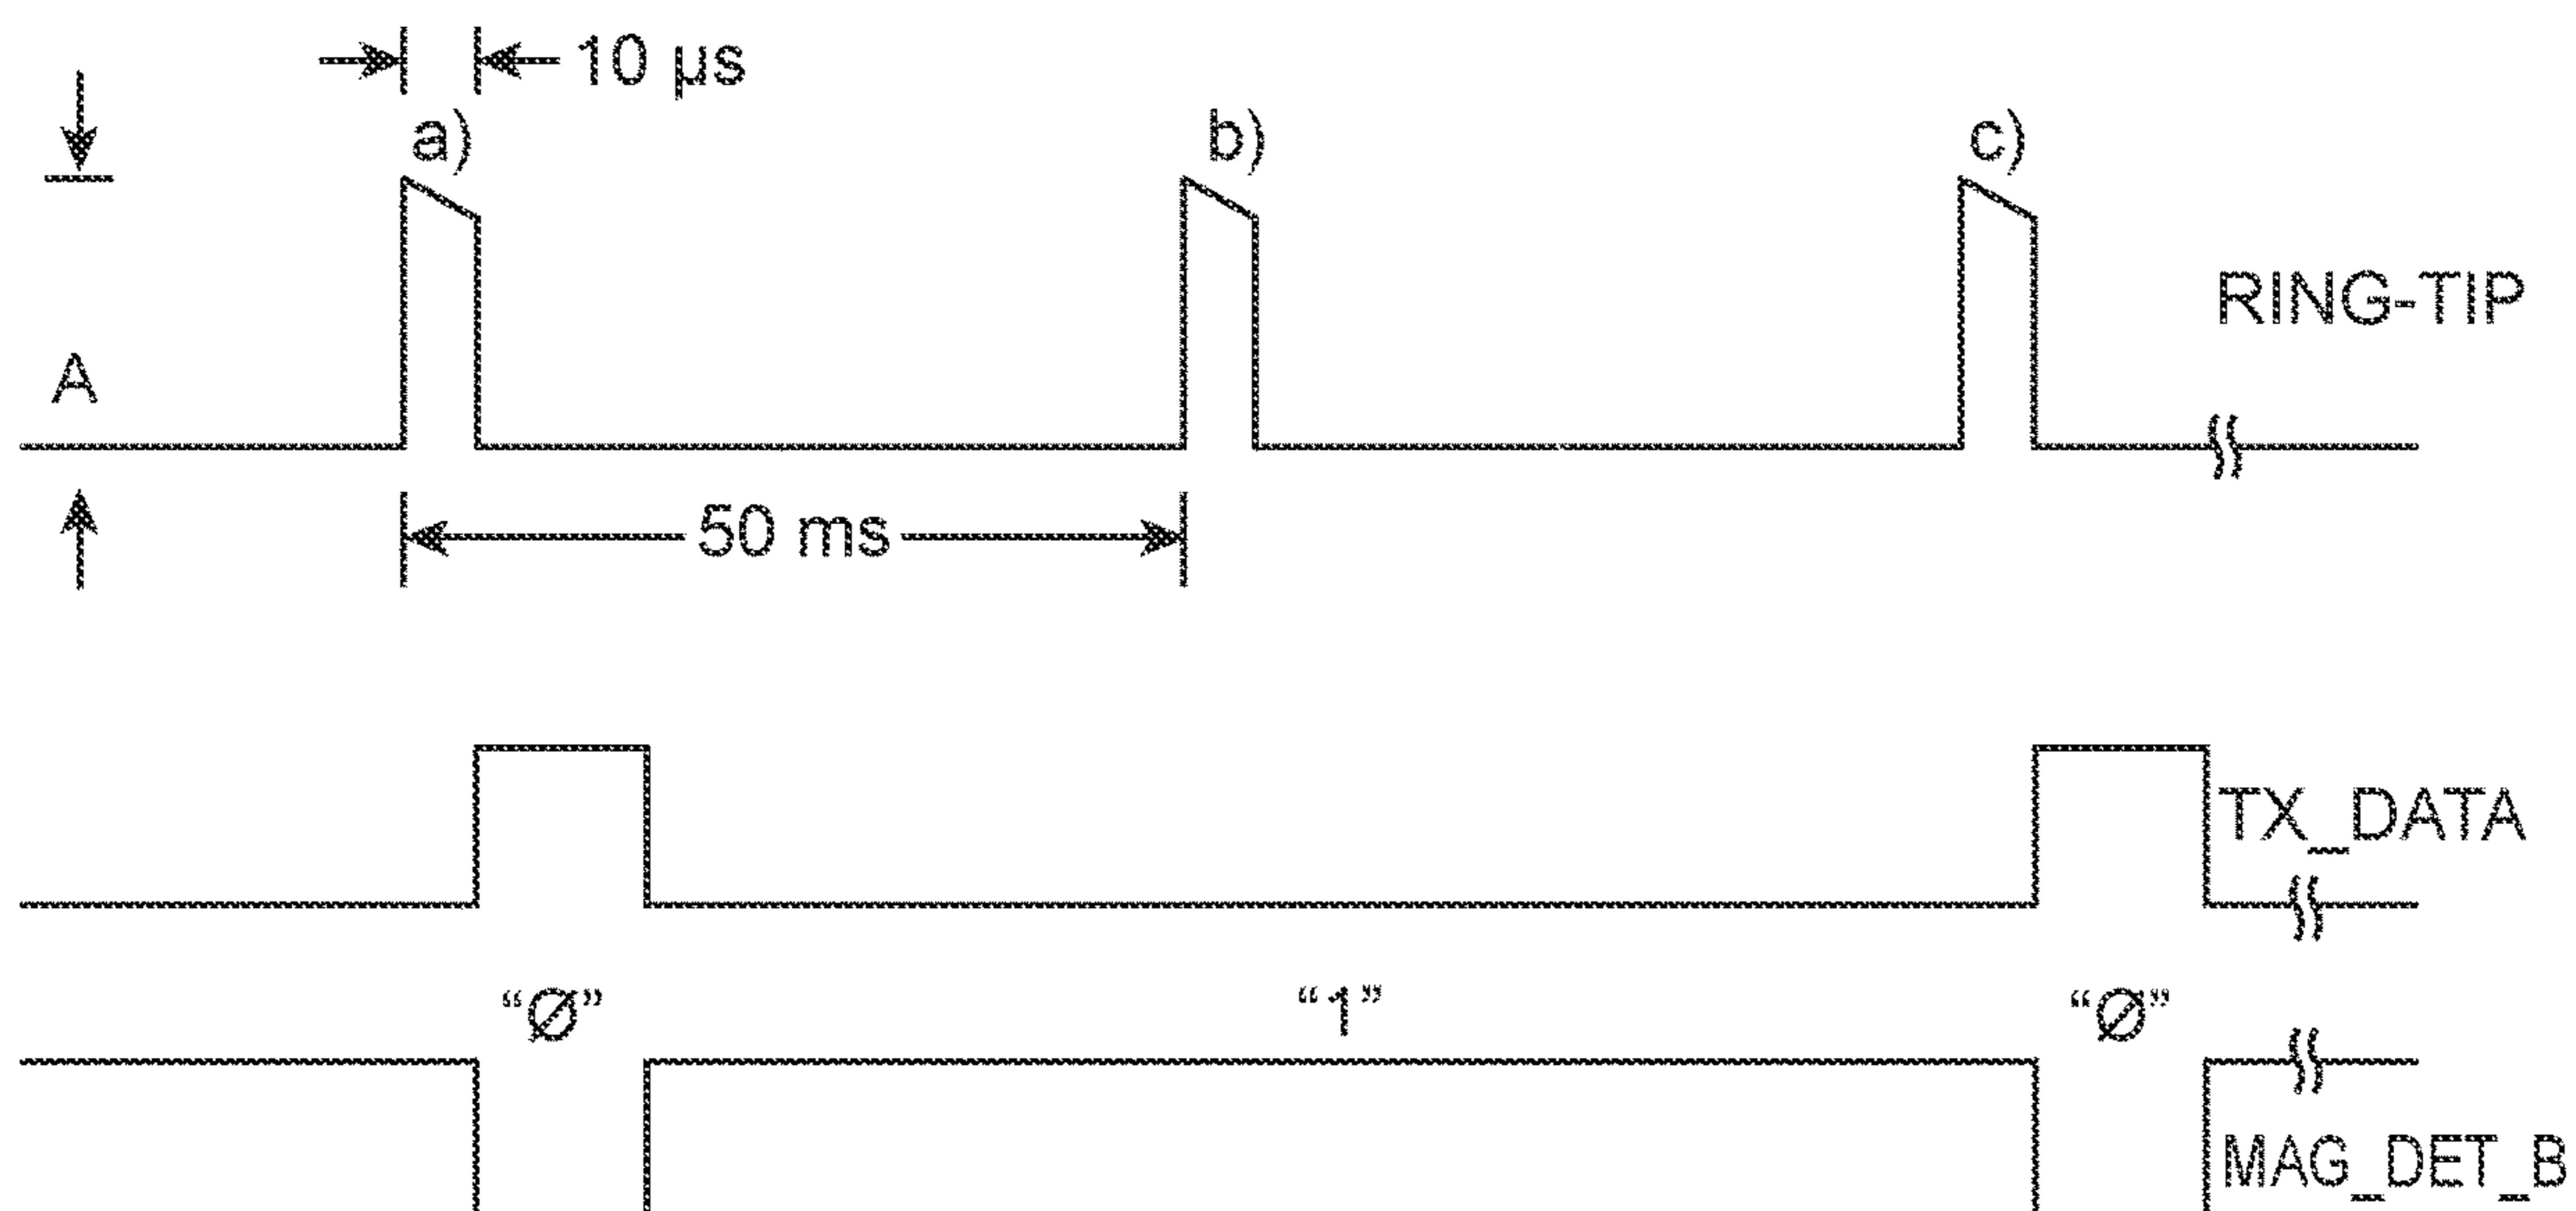 10 µs
a)
b)
c)
RING-TIP
A
50 ms
TX_DATA
“Ø”
“1”
“Ø”
MAG_DET_B